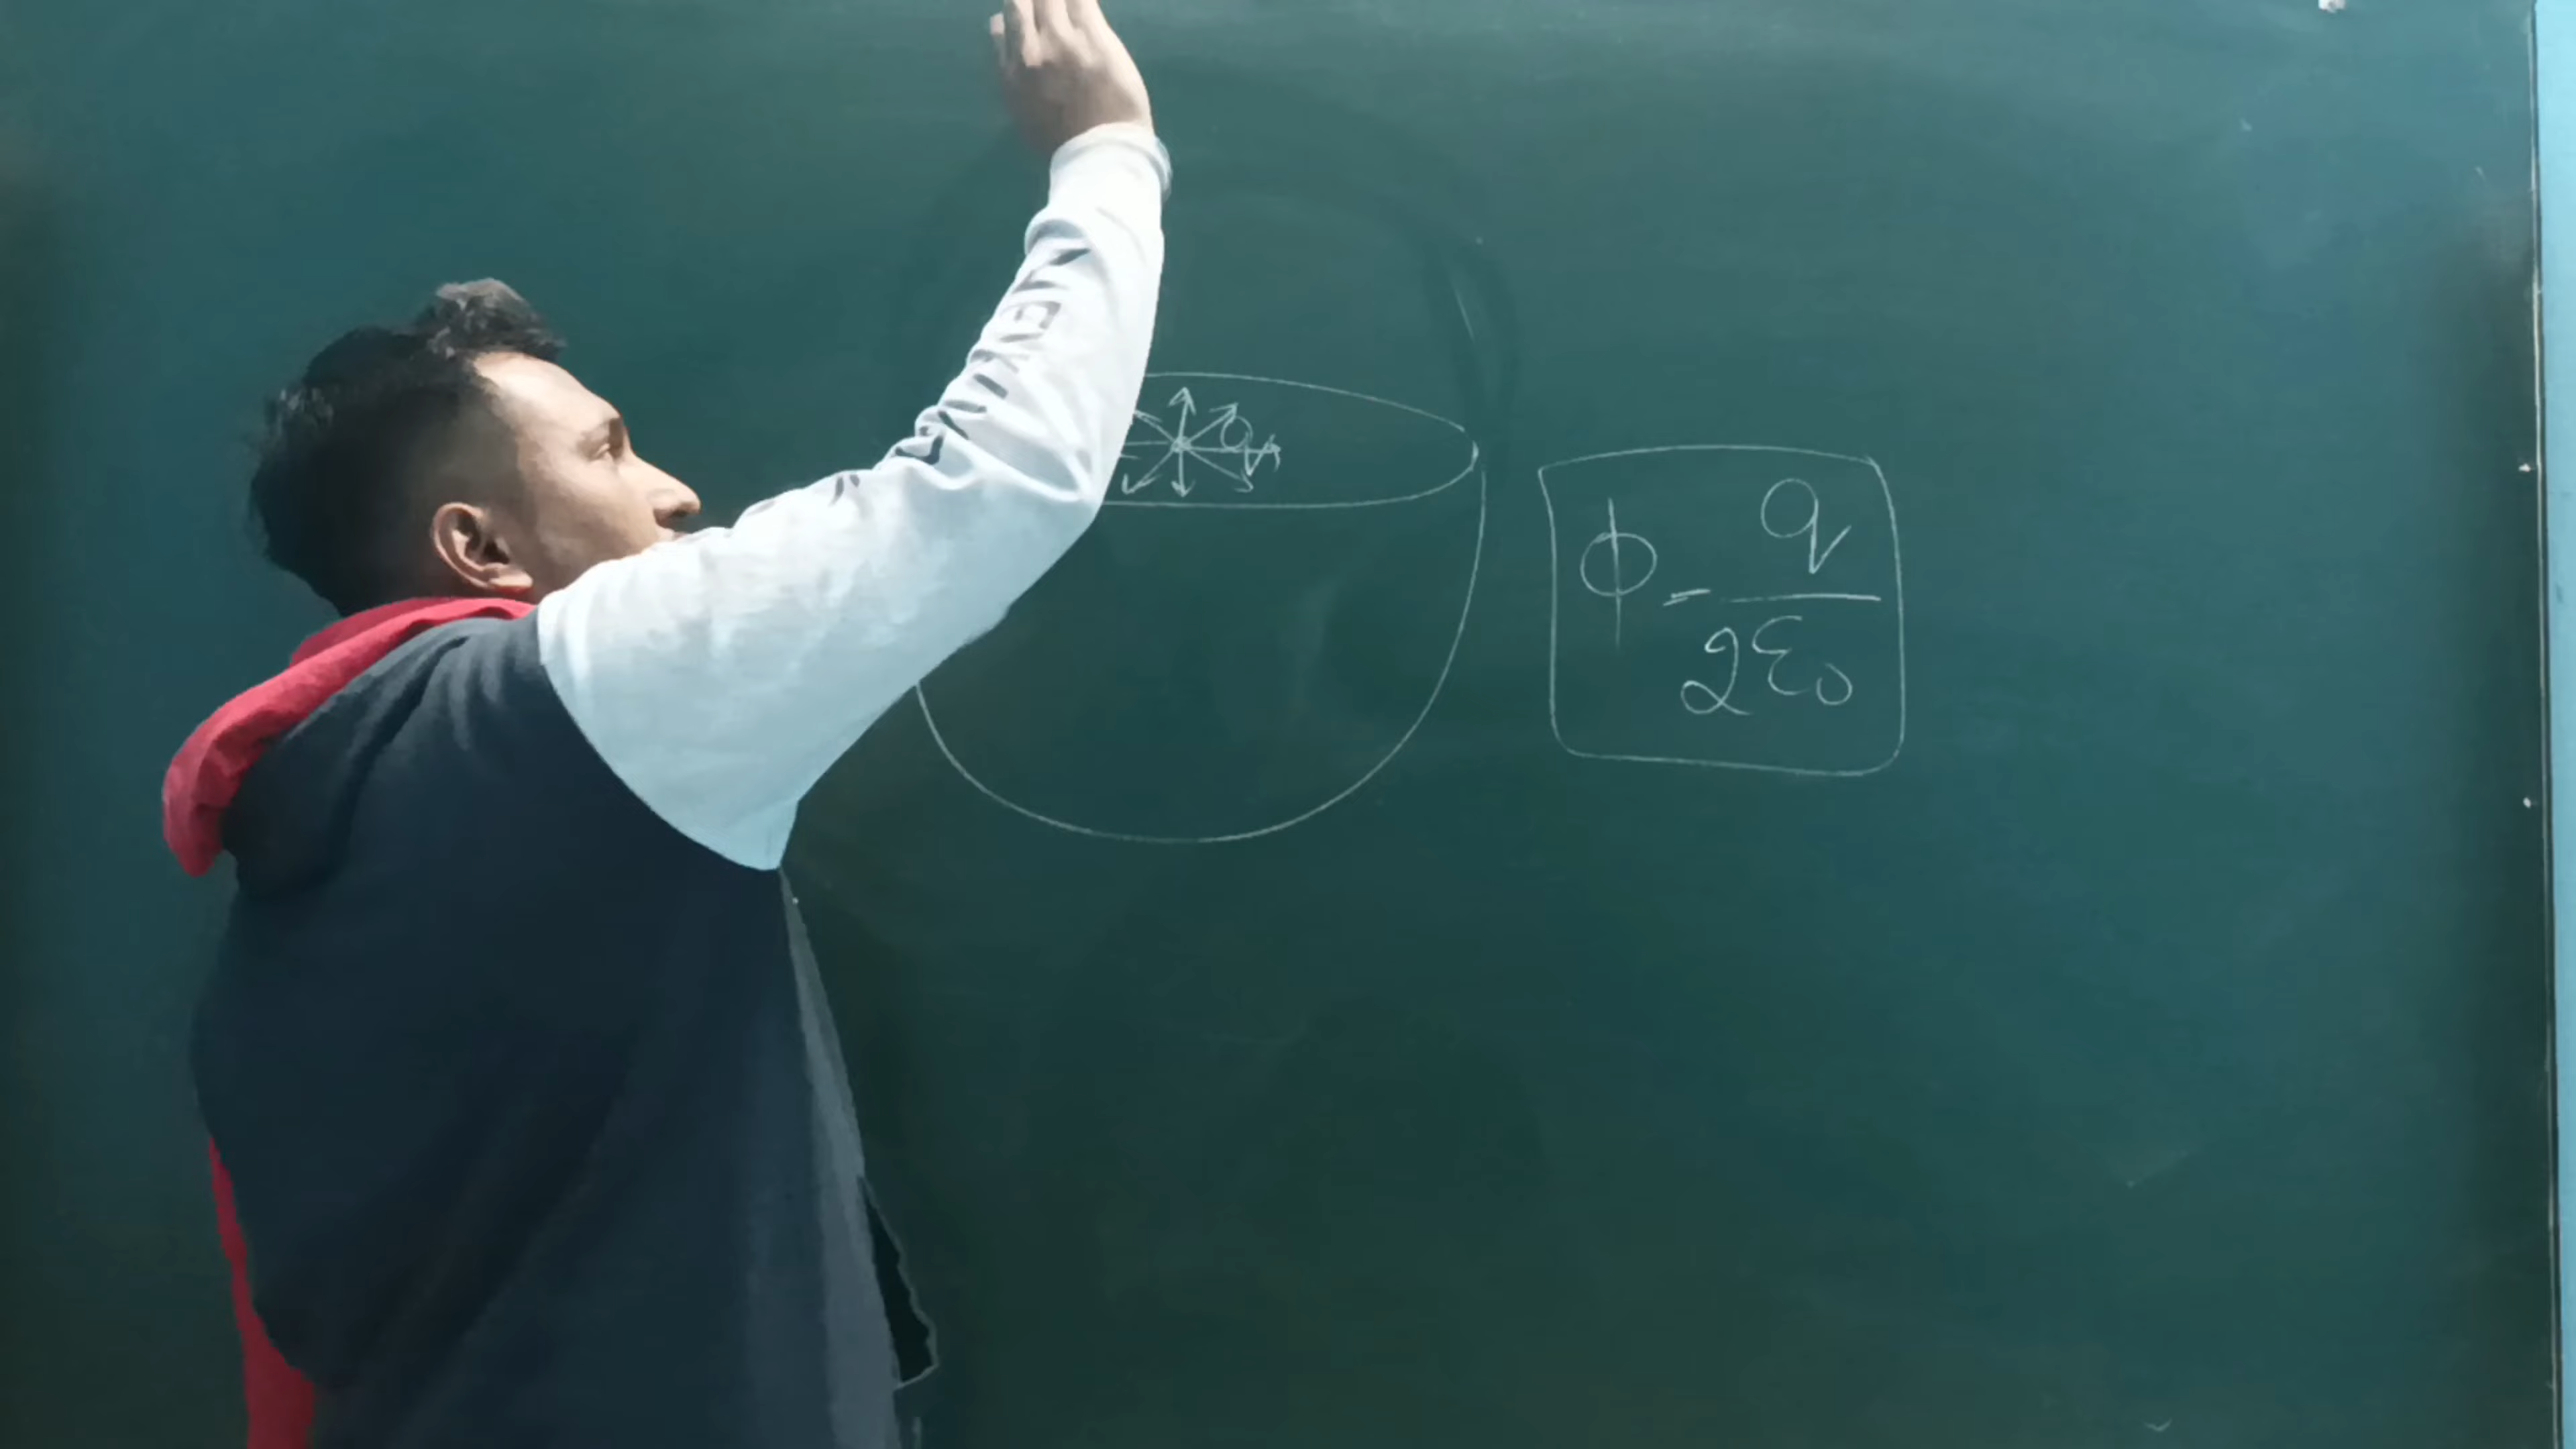 q
ϕ = q / 2ε₀